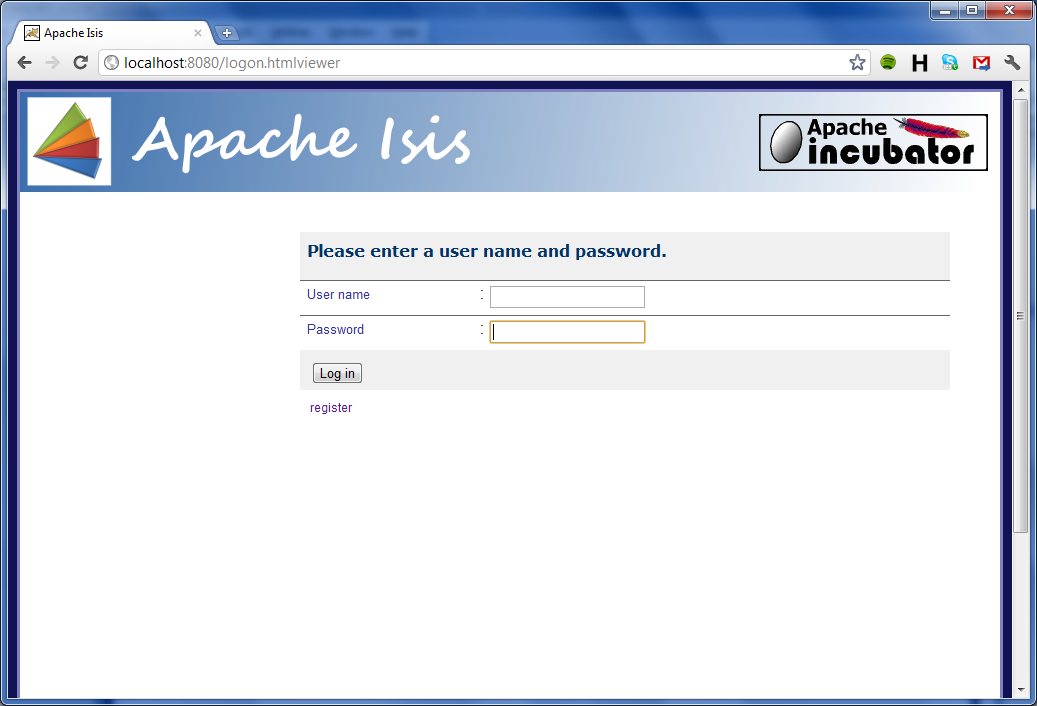 Apache Isis
localhost:8080/logon.htmlviewer
H
Apache Isis
Apache
incubator
Please enter a user name and password.
User name :
Password :
Log in
register